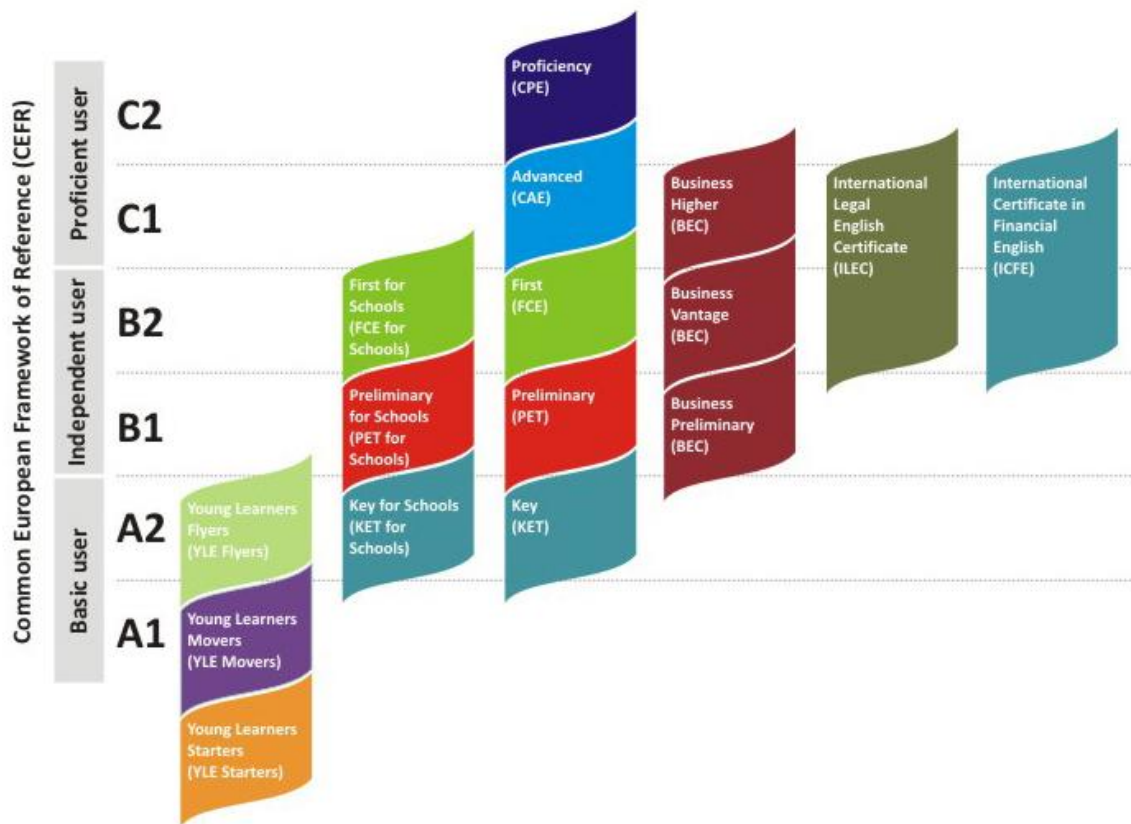 Common European Framework of Reference (CEFR)
Proficient user
Independent user
Basic user
C2
C1
B2
B1
A2
A1
Young Learners
Flyers
(YLE Flyers)
Young Learners
Movers
(YLE Movers)
Young Learners
Starters
(YLE Starters)
First for
Schools
(FCE for
Schools)
Preliminary
for Schools
(PET for
Schools)
Key for Schools
(KET for
Schools)
Proficiency
(CPE)
Advanced
(CAE)
First
(FCE)
Preliminary
(PET)
Key
(KET)
Business
Higher
(BEC)
Business
Vantage
(BEC)
Business
Preliminary
(BEC)
International
Legal
English
Certificate
(ILEC)
International
Certificate in
Financial
English
(ICFE)